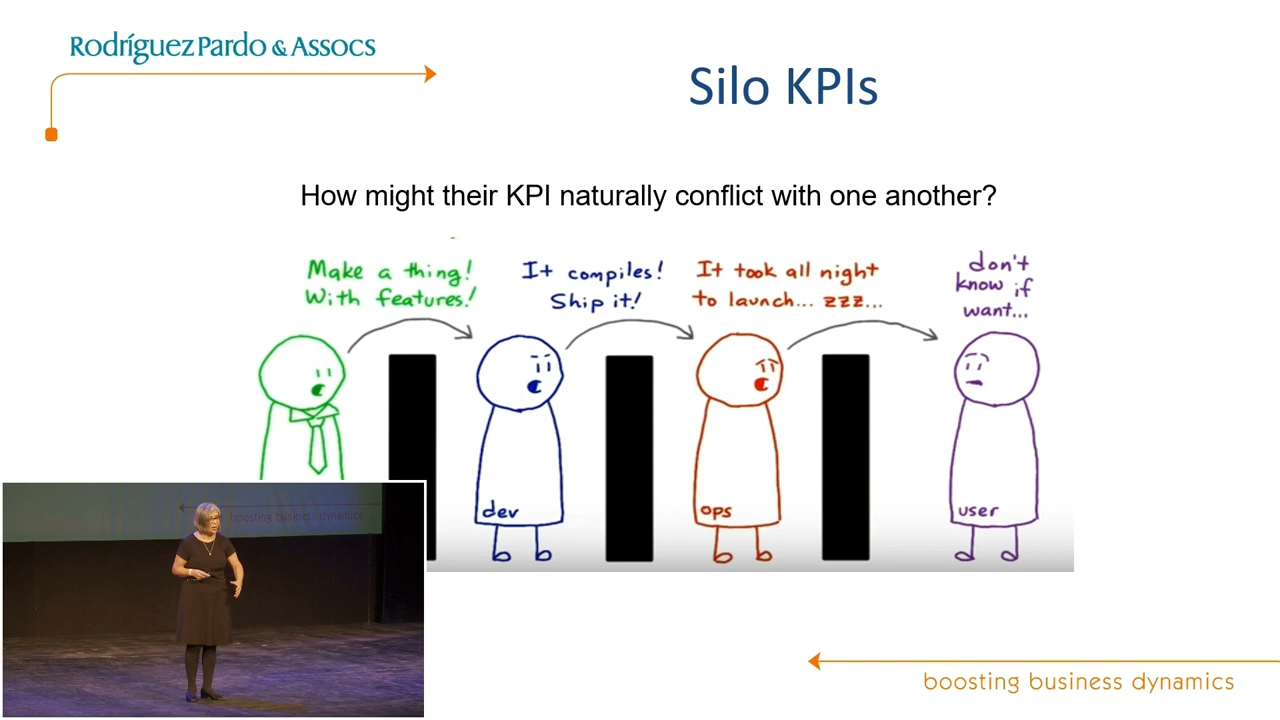 Rodríguez Pardo & Assocs
Silo KPIs
How might their KPI naturally conflict with one another?
Make a thing!
With features!
It compiles!
Ship it!
It took all night
to launch... zzz...
don't
know if
want...
dev
ops
user
boosting business dynamics
boosting business dynamics